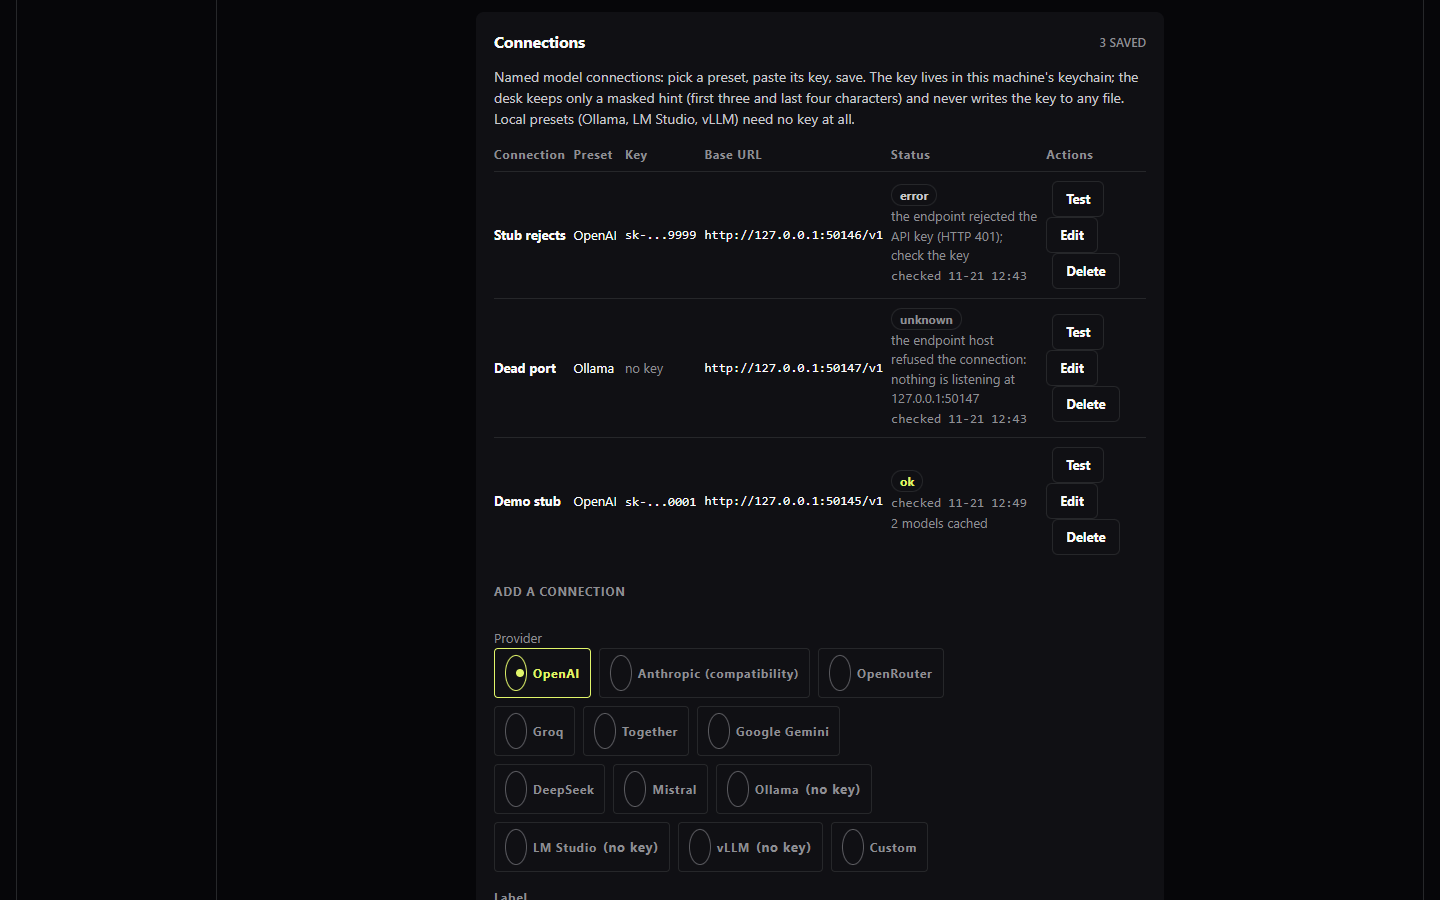 Connections
3 SAVED
Named model connections: pick a preset, paste its key, save. The key lives in this machine's keychain; the
desk keeps only a masked hint (first three and last four characters) and never writes the key to any file.
Local presets (Ollama, LM Studio, vLLM) need no key at all.
Connection Preset Key Base URL Status Actions
Stub rejects OpenAI sk-...9999 http://127.0.0.1:50146/v1
error
the endpoint rejected the
API key (HTTP 401);
check the key
checked 11-21 12:43
Test
Edit
Delete
Dead port Ollama no key http://127.0.0.1:50147/v1
unknown
the endpoint host
refused the connection:
nothing is listening at
127.0.0.1:50147
checked 11-21 12:43
Test
Edit
Delete
Demo stub OpenAI sk-...0001 http://127.0.0.1:50145/v1
ok
checked 11-21 12:49
2 models cached
Test
Edit
Delete
ADD A CONNECTION
Provider
OpenAI Anthropic (compatibility) OpenRouter
Groq Together Google Gemini
DeepSeek Mistral Ollama (no key)
LM Studio (no key) vLLM (no key) Custom
Label